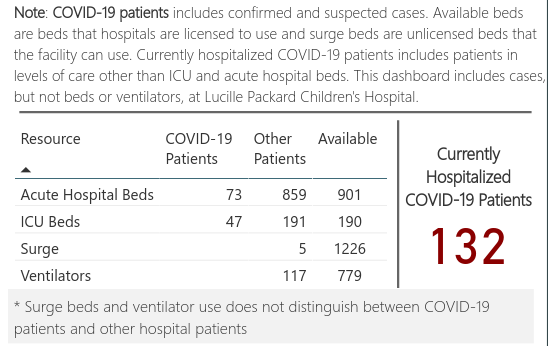 Note: COVID-19 patients includes confirmed and suspected cases. Available beds
are beds that hospitals are licensed to use and surge beds are unlicensed beds that
the facility can use. Currently hospitalized COVID-19 patients includes patients in
levels of care other than ICU and acute hospital beds. This dashboard includes cases,
but not beds or ventilators, at Lucille Packard Children's Hospital.
Resource COVID-19 Patients Other Patients Available
Acute Hospital Beds 73 859 901
ICU Beds 47 191 190
Surge 5 1226
Ventilators 117 779
Currently
Hospitalized
COVID-19 Patients
132
* Surge beds and ventilator use does not distinguish between COVID-19
patients and other hospital patients